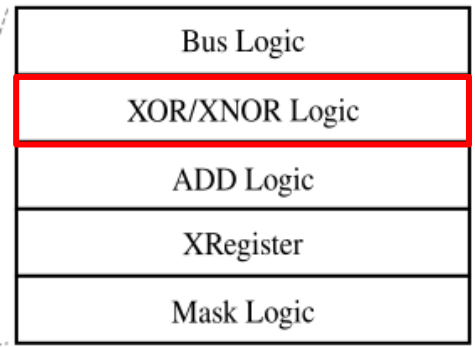 Bus Logic
XOR/XNOR Logic
ADD Logic
XRegister
Mask Logic